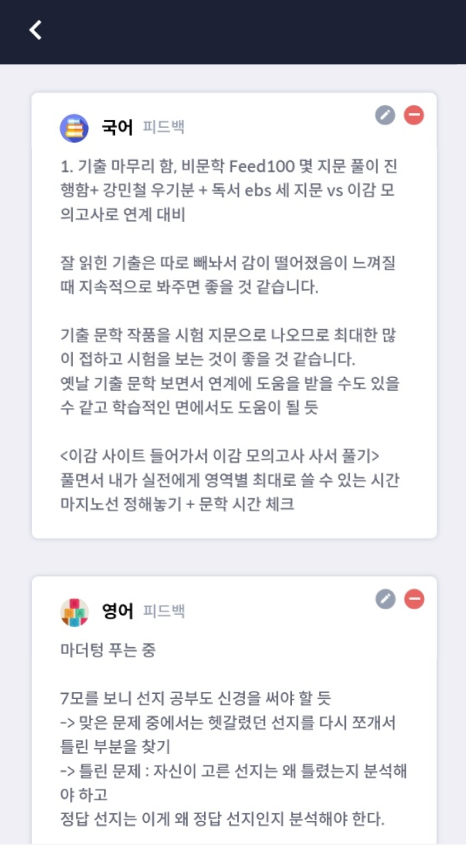 국어 피드백
1. 기출 마무리 함, 비문학 Feed100 몇 지문 풀이 진
행함+ 강민철 우기분 + 독서 ebs 세 지문 vs 이감 모
의고사로 연계 대비
잘 읽힌 기출은 따로 빼놔서 감이 떨어졌음이 느껴질
때 지속적으로 봐주면 좋을 것 같습니다.
기출 문학 작품을 시험 지문으로 나오므로 최대한 많
이 접하고 시험을 보는 것이 좋을 것 같습니다.
옛날 기출 문학 보면서 연계에 도움을 받을 수도 있을
수 같고 학습적인 면에서도 도움이 될 듯
<이감 사이트 들어가서 이감 모의고사 사서 풀기>
풀면서 내가 실전에게 영역별 최대로 쓸 수 있는 시간
마지노선 정해놓기 + 문학 시간 체크
영어 피드백
마더텅 푸는 중
7모를 보니 선지 공부도 신경을 써야 할 듯
-> 맞은 문제 중에서는 헷갈렸던 선지를 다시 쪼개서
틀린 부분을 찾기
-> 틀린 문제 : 자신이 고른 선지는 왜 틀렸는지 분석해
야 하고
정답 선지는 이게 왜 정답 선지인지 분석해야 한다.